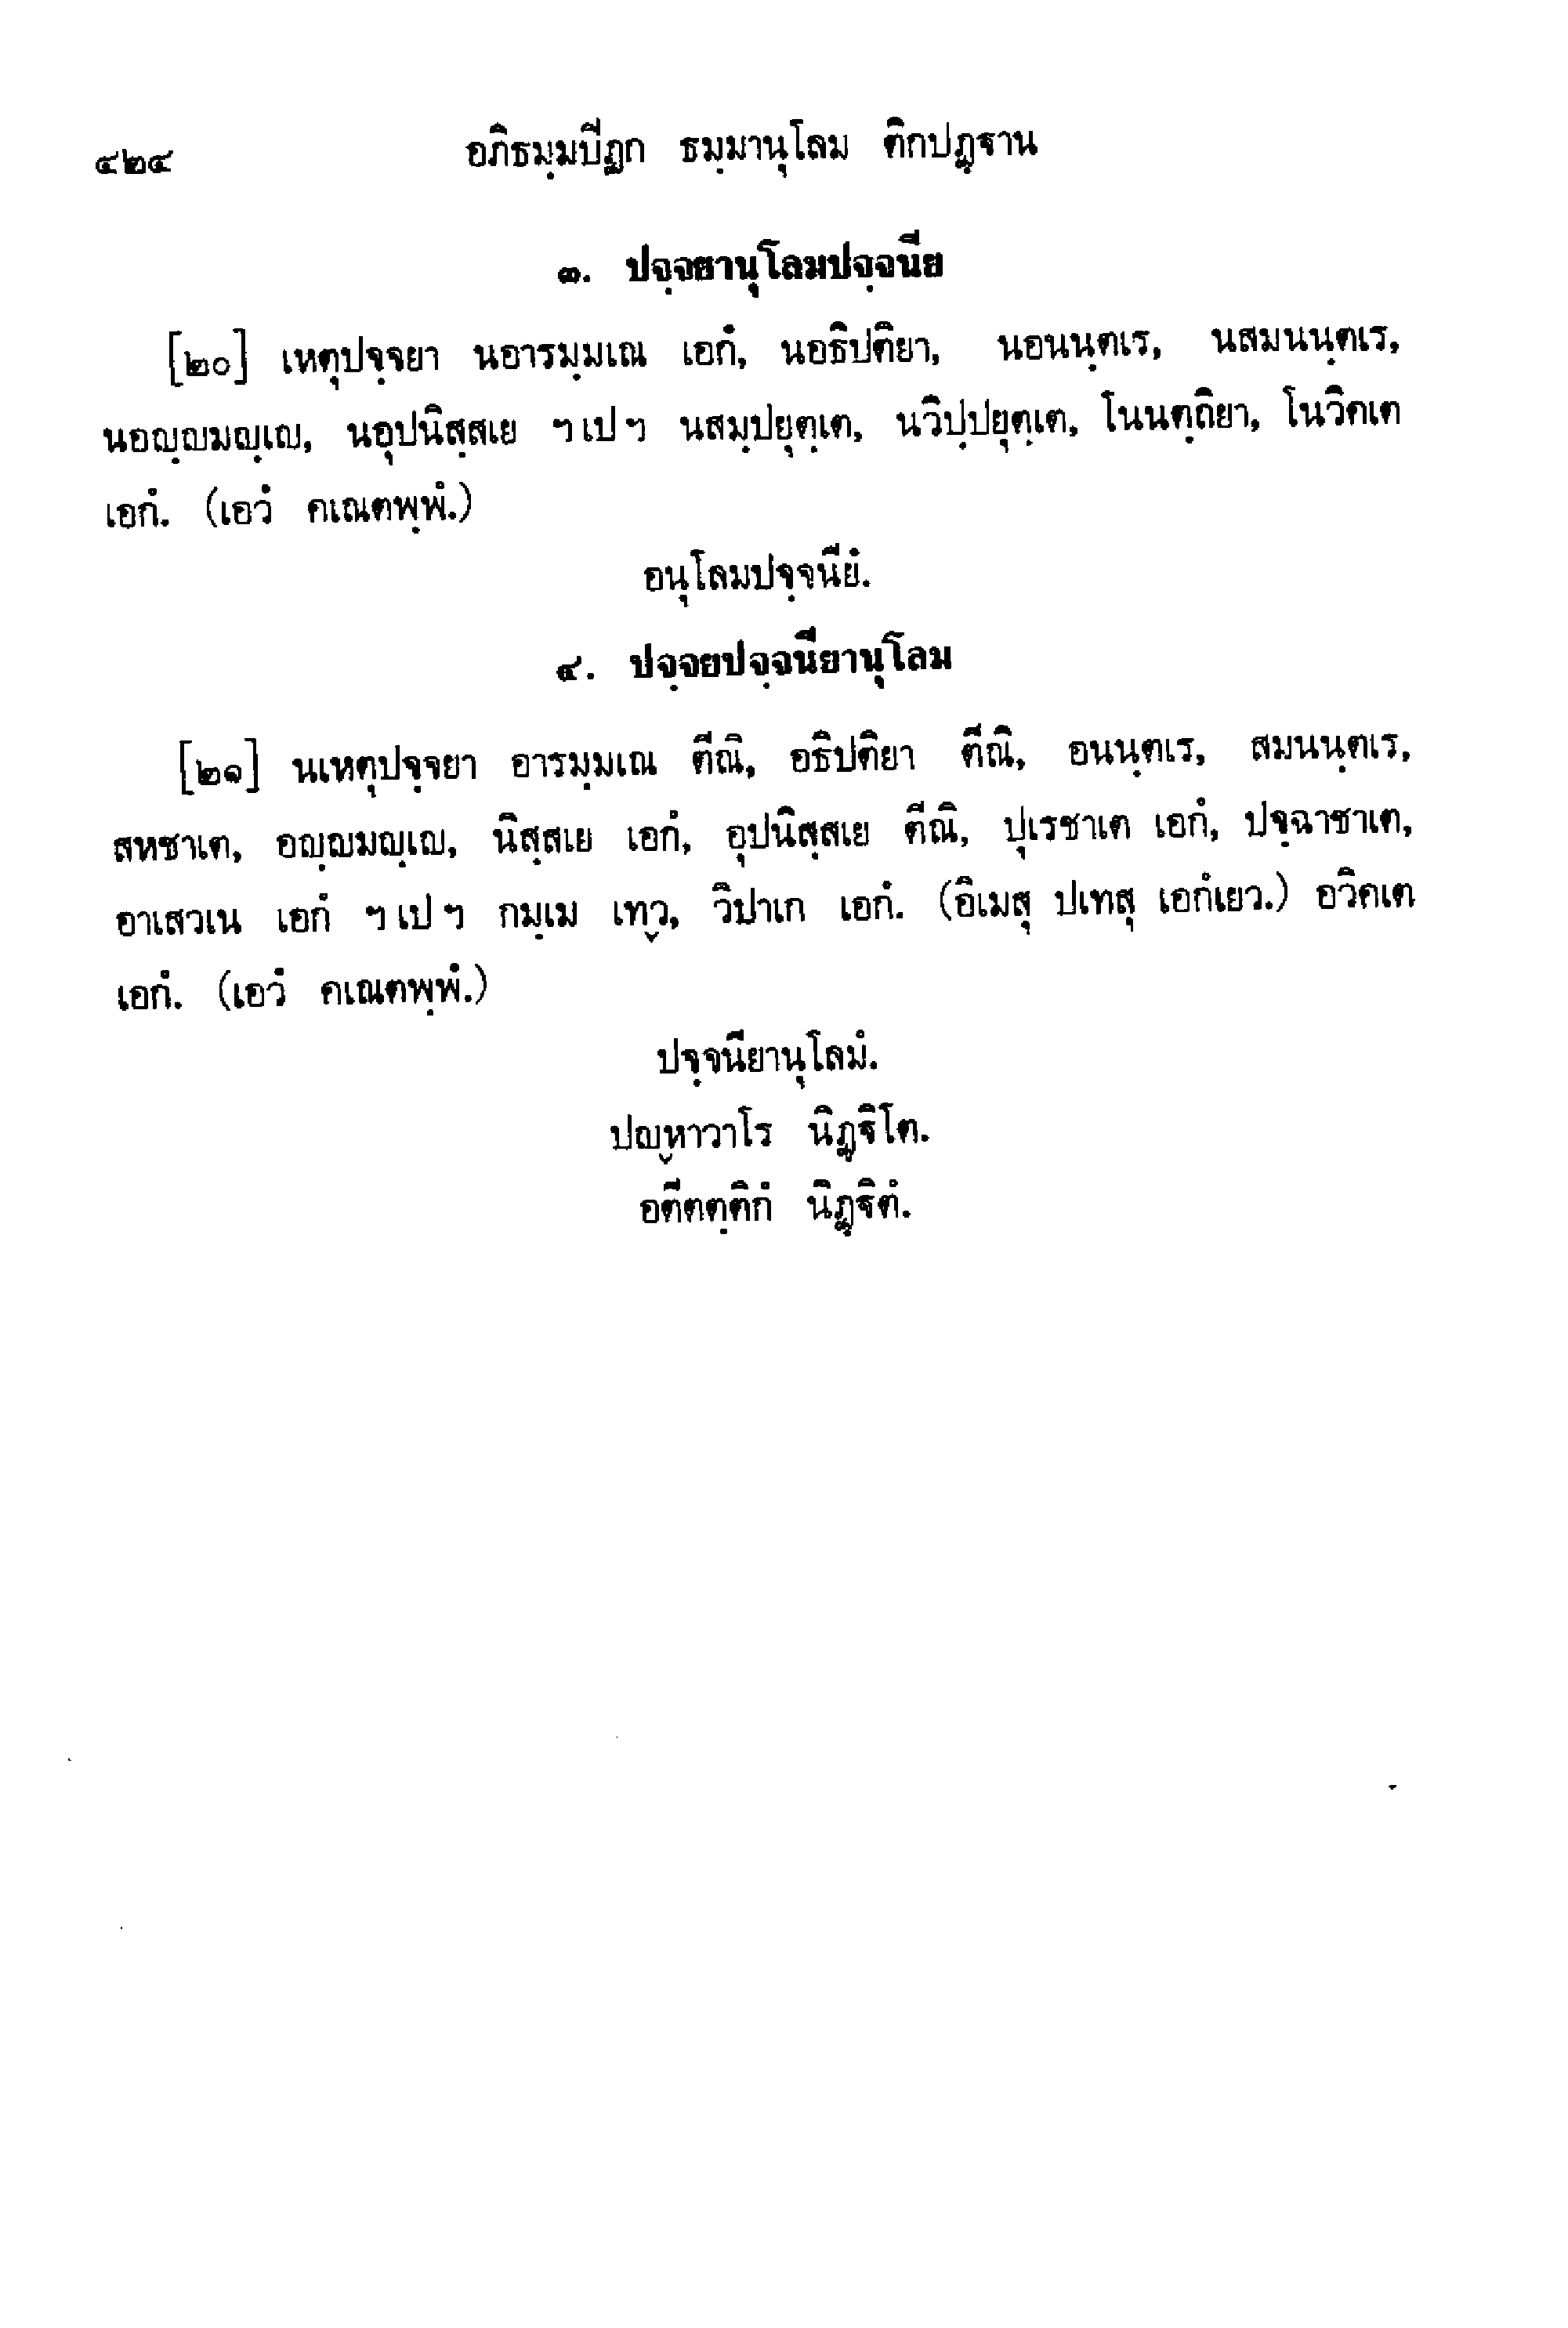 ๔๒๔ อภิธมฺมปีฏก ธมฺมานุโลม ติกปฏฺฐาน
๓. ปจฺจยานุโลมปจฺจนีย
[๒๐] เหตุปจฺจยา นอารมฺมเณ เอกํ, นอธิปติยา, นอนนฺตเร, นสมนนฺตเร,
นอญฺญมญฺเญ, นอุปนิสฺสเย ฯ เป ฯ นสมฺปยุตฺเต, นวิปฺปยุตฺเต, โนนตฺถิยา, โนวิคเต
เอกํ. (เอวํ คเณตพฺพํ.)
อนุโลมปจฺจนียํ.
๔. ปจฺจยปจฺจนียานุโลม
[๒๑] นเหตุปจฺจยา อารมฺมเณ ตีณิ, อธิปติยา ตีณิ, อนนฺตเร, สมนนฺตเร,
สหชาเต, อญฺญมญฺเญ, นิสฺสเย เอกํ, อุปนิสฺสเย ตีณิ, ปุเรชาเต เอกํ, ปจฺฉาชาเต,
อาเสวเน เอกํ ฯ เป ฯ กมฺเม เทฺว, วิปาเก เอกํ. (อิเมสุ ปเทสุ เอกํเยว.) อวิคเต
เอกํ. (เอวํ คเณตพฺพํ.)
ปจฺจนียานุโลมํ.
ปญฺหาวาโร นิฏฺฐิโต.
อตีตตฺติกํ นิฏฺฐิตํ.